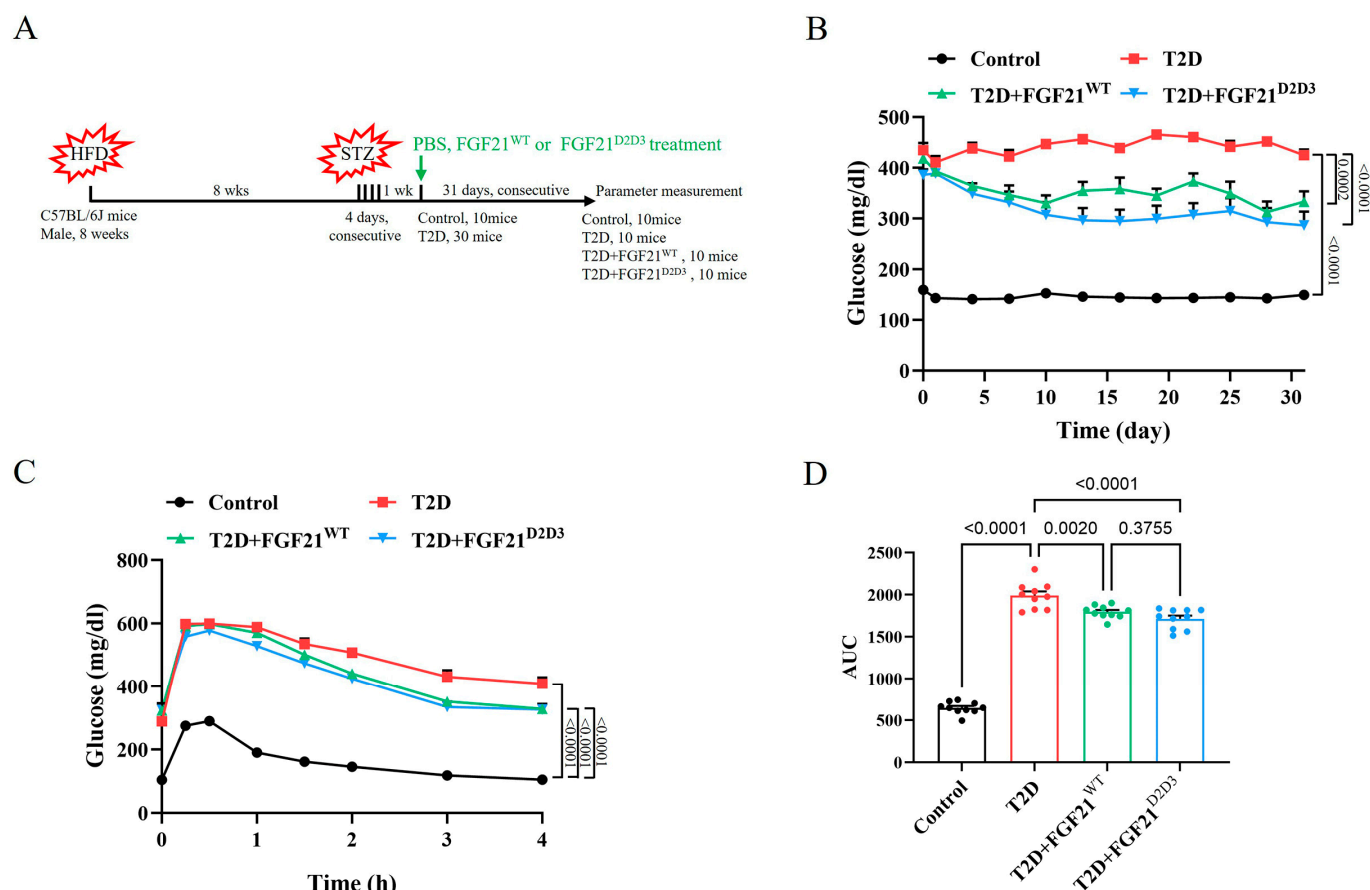 A
HFD
STZ
PBS, FGF21WT or FGF21D2D3 treatment
8 wks
1 wk
31 days, consecutive
Parameter measurement
C57BL/6J mice
Male, 8 weeks
4 days,
consecutive
Control, 10mice
T2D, 30 mice
Control, 10mice
T2D, 10 mice
T2D+FGF21WT , 10 mice
T2D+FGF21D2D3 , 10 mice
B
Control
T2D
T2D+FGF21WT
T2D+FGF21D2D3
Glucose (mg/dl)
500
400
300
200
100
0
0 5 10 15 20 25 30
Time (day)
0.0002
<0.0001
<0.0001
C
Control
T2D
T2D+FGF21WT
T2D+FGF21D2D3
Glucose (mg/dl)
800
600
400
200
0
0 1 2 3 4
Time (h)
<0.0001
<0.0001
<0.0001
D
<0.0001
<0.0001 0.0020 0.3755
AUC
2500
2000
1500
1000
500
0
Control
T2D
T2D+FGF21WT
T2D+FGF21D2D3